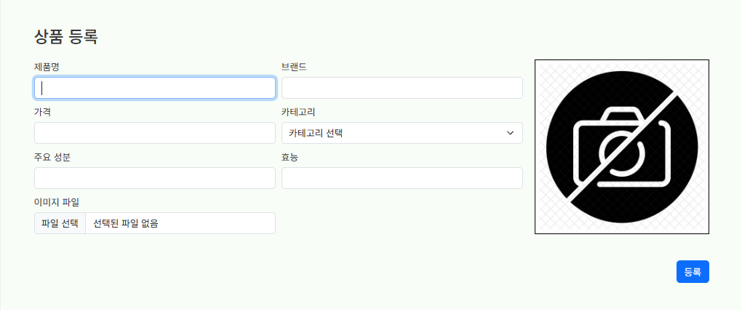 상품 등록
제품명
브랜드
가격
카테고리
카테고리 선택
주요 성분
효능
이미지 파일
파일 선택 선택된 파일 없음
등록